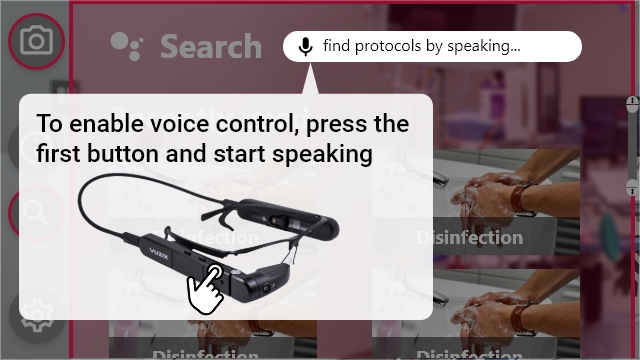 Search
find protocols by speaking...
To enable voice control, press the
first button and start speaking
VUZIX
Disinfection
Disinfection
Disinfection
Disinfection